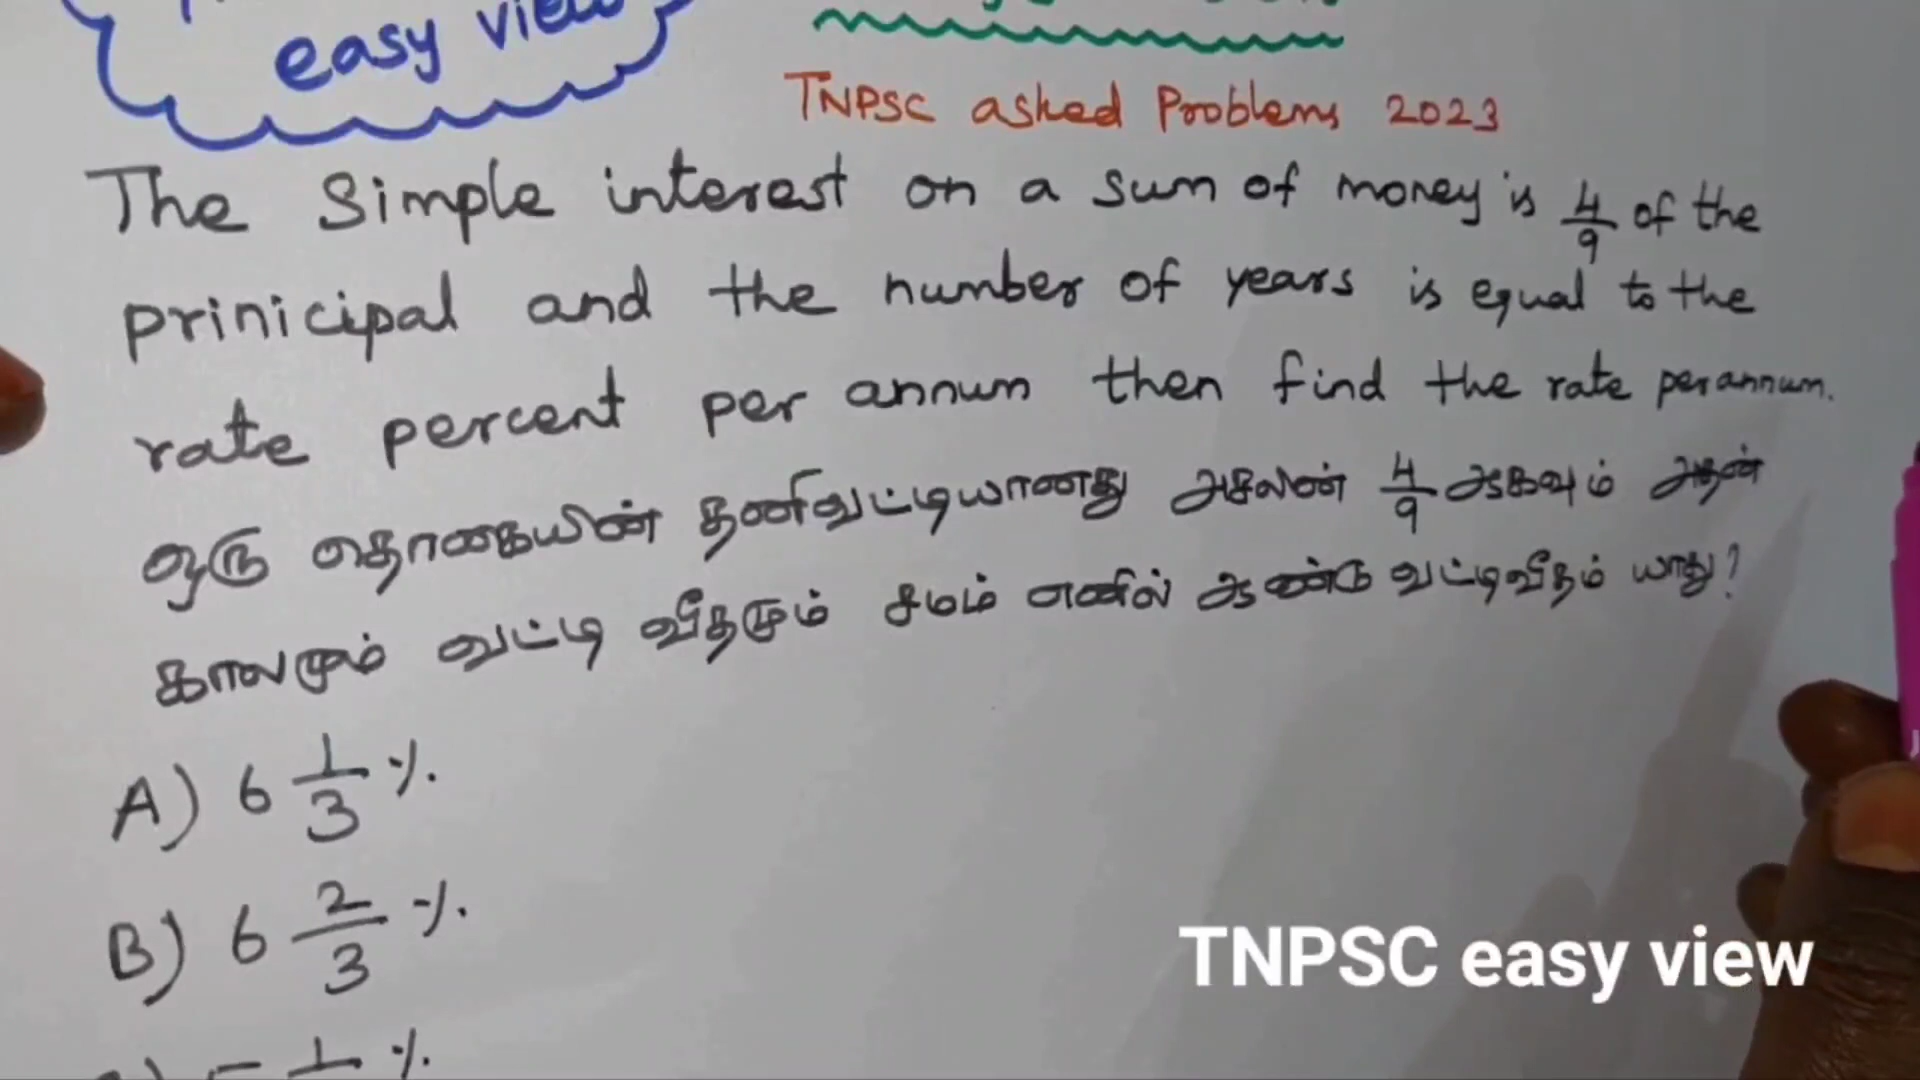 easy view
TNPSC asked Problems 2023
The Simple interest on a sum of money is 4/9 of the
prinicipal and the number of years is equal to the
rate percent per annum then find the rate per annum.
ஒரு தொகையின் தனிவட்டியானது அசலின் 4/9 ஆகவும் அதன்
காலமும் வட்டி வீதமும் சமம் எனில் ஆண்டு வட்டிவீதம் யாது?
A) 6 1/3 %.
B) 6 2/3 %.
TNPSC easy view